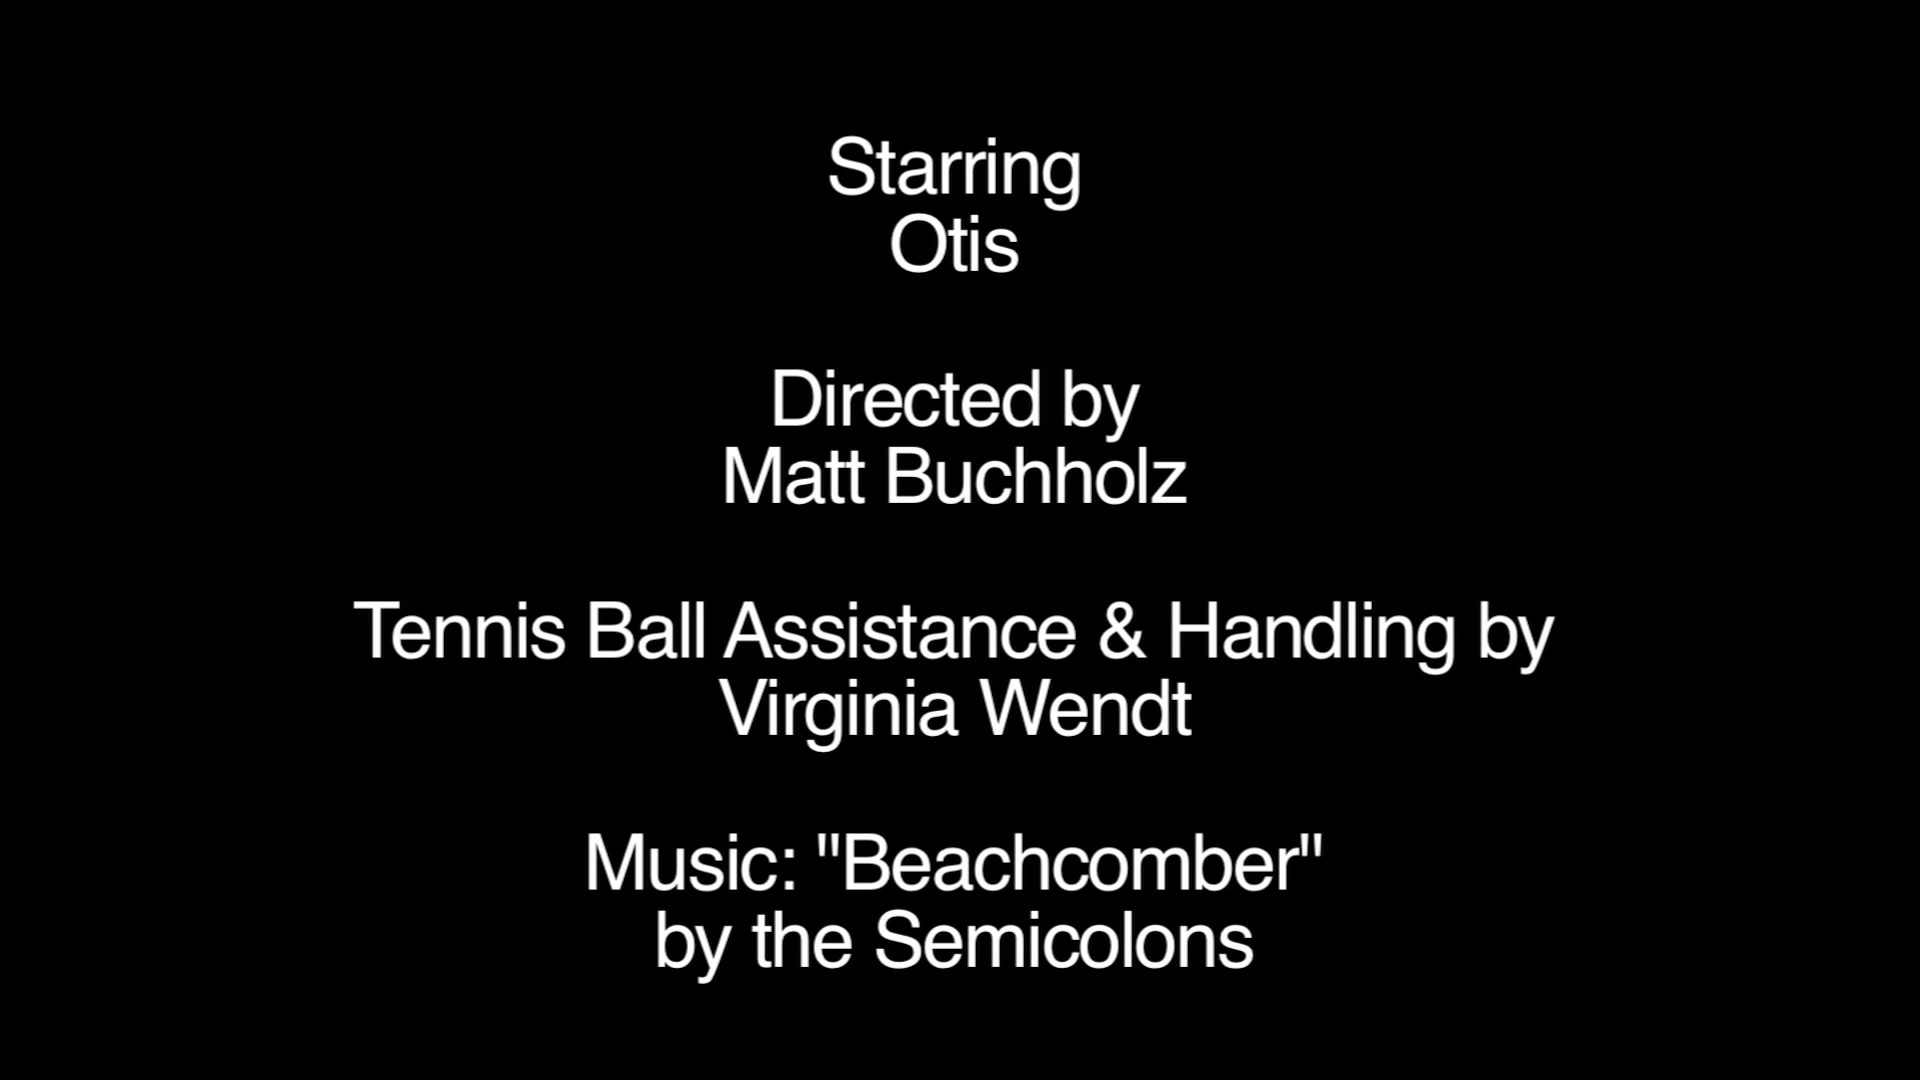 Starring
Otis
Directed by
Matt Buchholz
Tennis Ball Assistance & Handling by
Virginia Wendt
Music: "Beachcomber"
by the Semicolons